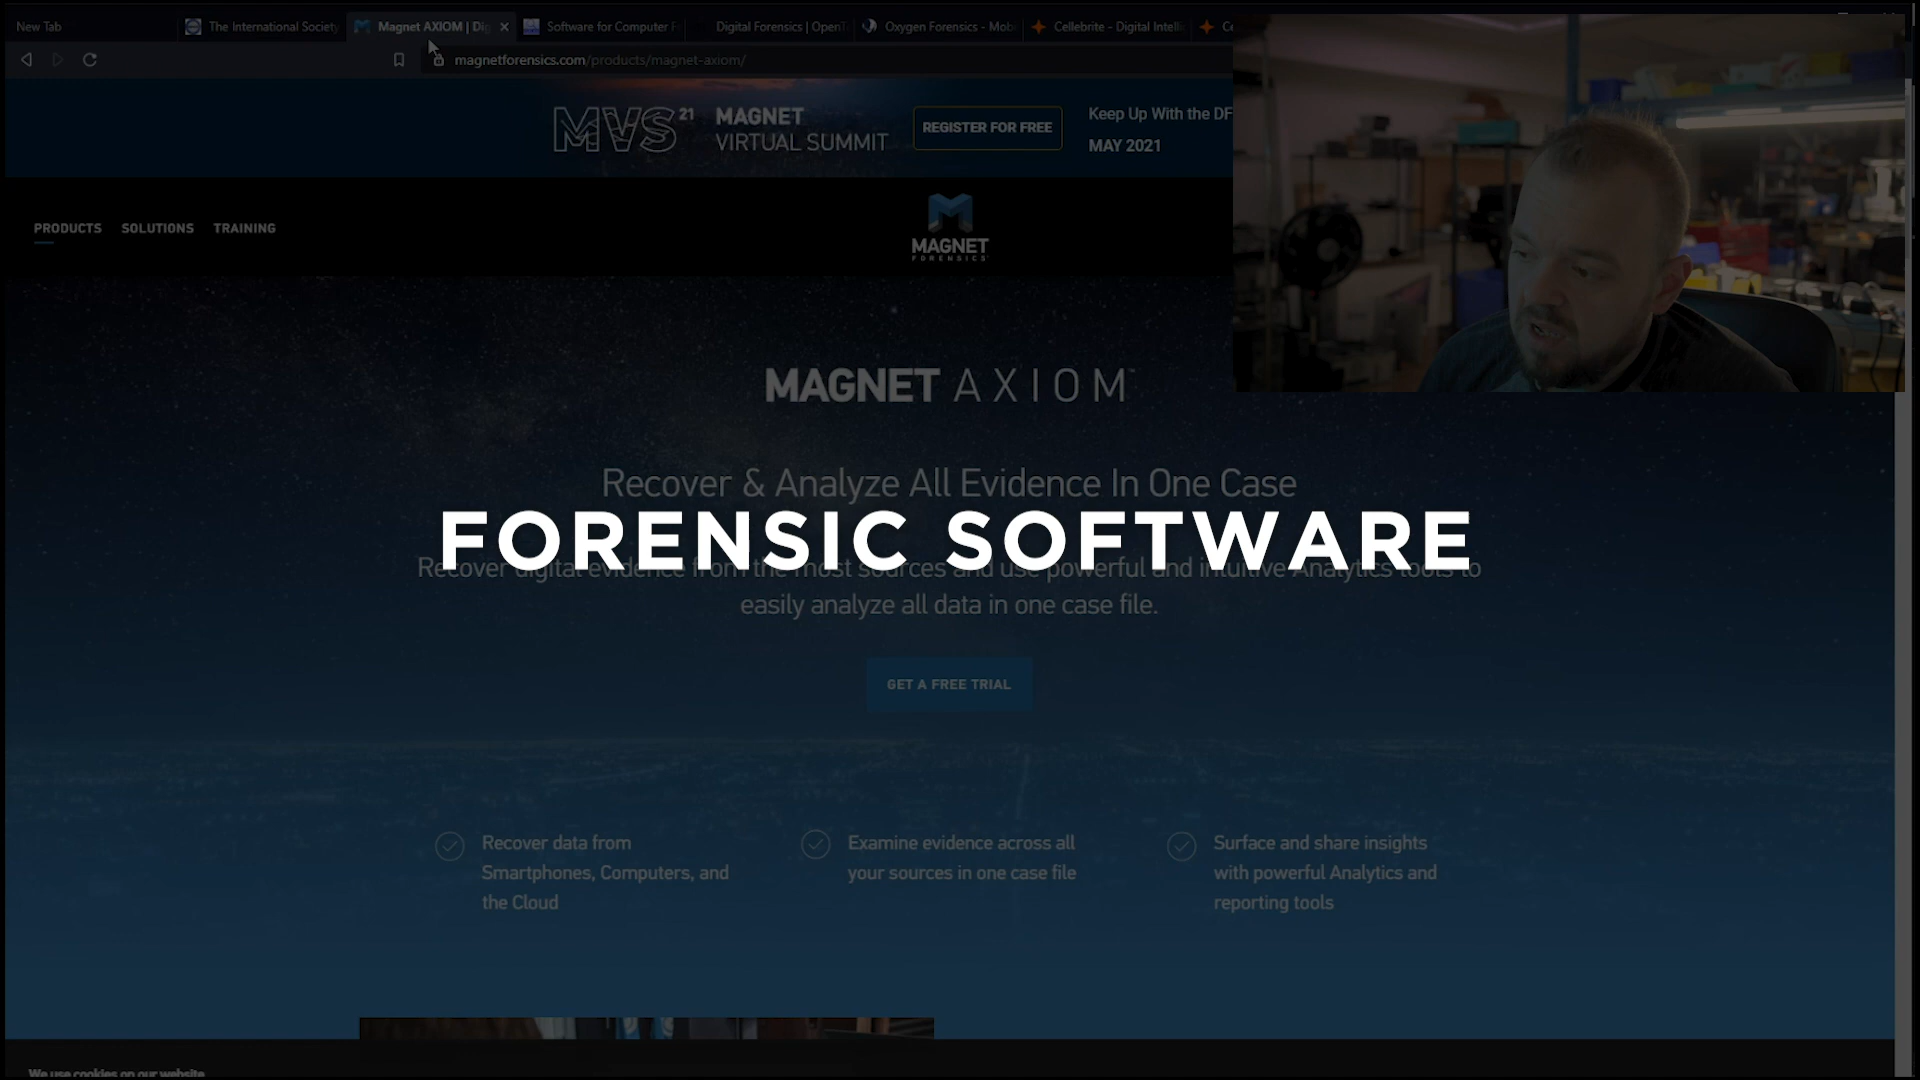 New Tab
The International Society
Magnet AXIOM | Dig
Software for Computer F
Digital Forensics | OpenT
Oxygen Forensics - Mob
Cellebrite - Digital Intelli
Ce
magnetforensics.com/products/magnet-axiom/
MVS 21
MAGNET
VIRTUAL SUMMIT
REGISTER FOR FREE
Keep Up With the DF
MAY 2021
PRODUCTS
SOLUTIONS
TRAINING
MAGNET
FORENSICS
MAGNET AXIOM
Recover & Analyze All Evidence In One Case
FORENSIC SOFTWARE
Recover digital evidence from the most sources and use powerful and intuitive Analytics tools to
easily analyze all data in one case file.
GET A FREE TRIAL
Recover data from
Smartphones, Computers, and
the Cloud
Examine evidence across all
your sources in one case file
Surface and share insights
with powerful Analytics and
reporting tools
We use cookies on our website